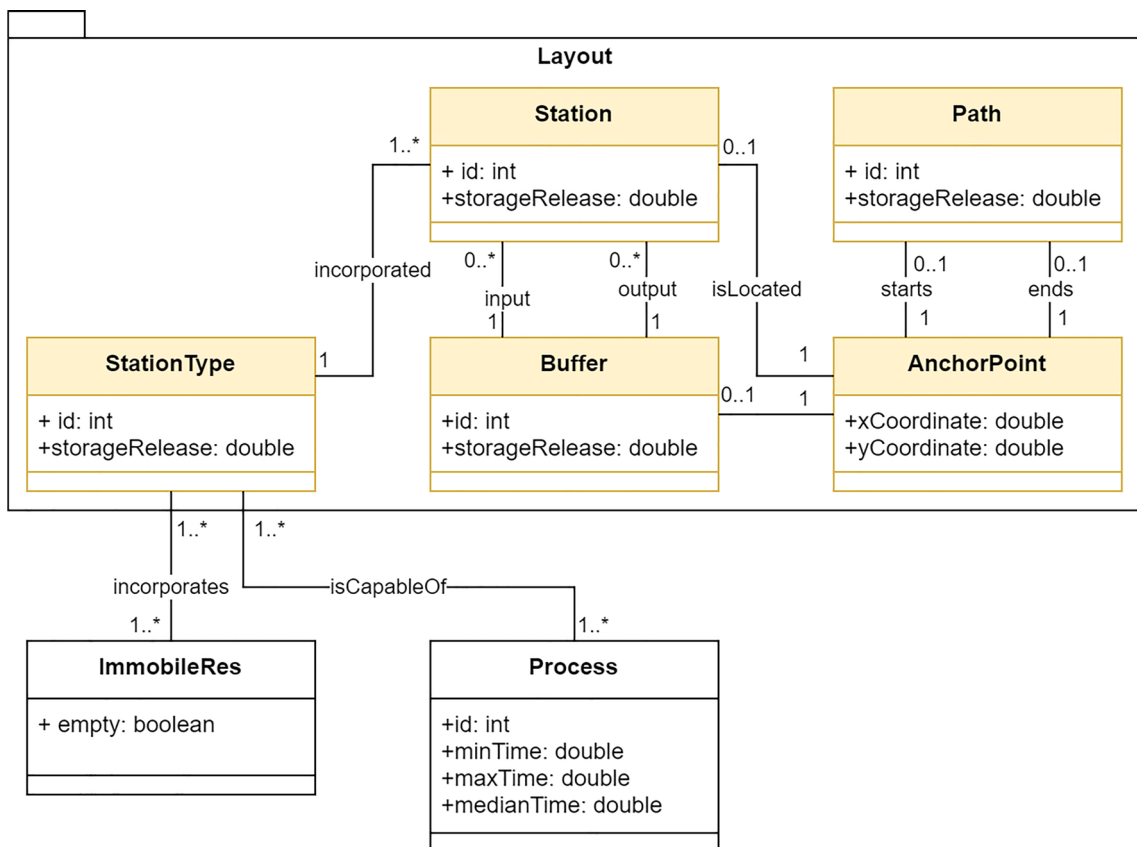 Layout
Station
+ id: int
+storageRelease: double
Path
+ id: int
+storageRelease: double
1..*
0..1
incorporated
0..*
input
1
0..*
output
1
isLocated
0..1
starts
1
0..1
ends
1
StationType
+ id: int
+storageRelease: double
1
Buffer
+id: int
+storageRelease: double
1
0..1
1
AnchorPoint
+xCoordinate: double
+yCoordinate: double
1..*
1..*
incorporates
isCapableOf
1..*
1..*
ImmobileRes
+ empty: boolean
Process
+id: int
+minTime: double
+maxTime: double
+medianTime: double